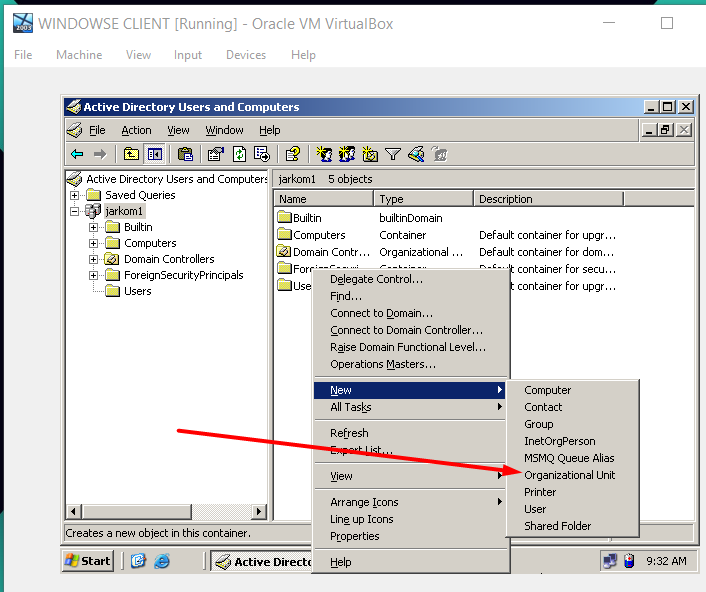 WINDOWSE CLIENT [Running] - Oracle VM VirtualBox
File Machine View Input Devices Help
Active Directory Users and Computers
File Action View Window Help
Active Directory Users and Computers
Saved Queries
jarkom1
Builtin
Computers
Domain Controllers
ForeignSecurityPrincipals
Users
jarkom1 5 objects
Name Type Description
Builtin builtinDomain
Computers Container Default container for upgr...
Domain Contr... Organizational ... Default container for dom...
Default container for secu...
Default container for upgr...
Delegate Control...
Find...
Connect to Domain...
Connect to Domain Controller...
Raise Domain Functional Level...
Operations Masters...
New
All Tasks
Refresh
Export List...
View
Arrange Icons
Line up Icons
Properties
Help
Computer
Contact
Group
InetOrgPerson
MSMQ Queue Alias
Organizational Unit
Printer
User
Shared Folder
Creates a new object in this container.
Start
Active Directo
9:32 AM